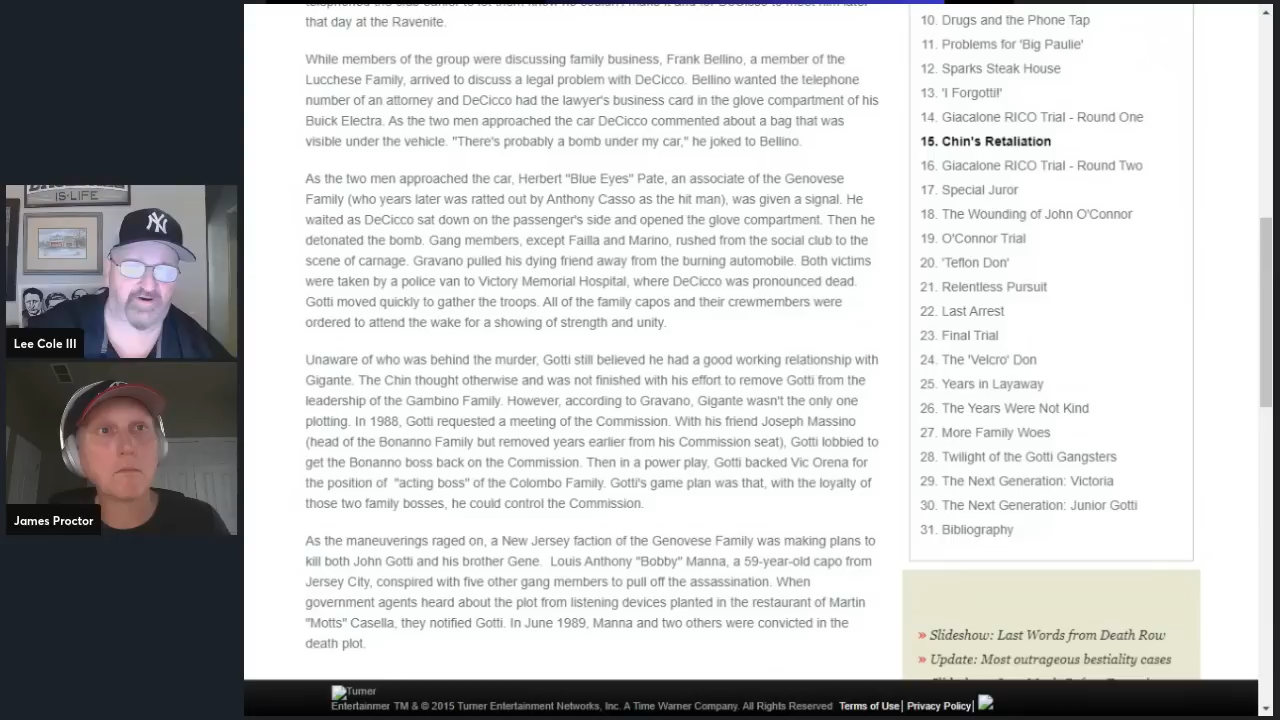 that day at the Ravenite.
While members of the group were discussing family business, Frank Bellino, a member of the
Lucchese Family, arrived to discuss a legal problem with DeCicco. Bellino wanted the telephone
number of an attorney and DeCicco had the lawyer's business card in the glove compartment of his
Buick Electra. As the two men approached the car DeCicco commented about a bag that was
visible under the vehicle. "There's probably a bomb under my car," he joked to Bellino.
As the two men approached the car, Herbert "Blue Eyes" Pate, an associate of the Genovese
Family (who years later was ratted out by Anthony Casso as the hit man), was given a signal. He
waited as DeCicco sat down on the passenger's side and opened the glove compartment. Then he
detonated the bomb. Gang members, except Failla and Marino, rushed from the social club to the
scene of carnage. Gravano pulled his dying friend away from the burning automobile. Both victims
were taken by a police van to Victory Memorial Hospital, where DeCicco was pronounced dead.
Gotti moved quickly to gather the troops. All of the family capos and their crewmembers were
ordered to attend the wake for a showing of strength and unity.
Unaware of who was behind the murder, Gotti still believed he had a good working relationship with
Gigante. The Chin thought otherwise and was not finished with his effort to remove Gotti from the
leadership of the Gambino Family. However, according to Gravano, Gigante wasn't the only one
plotting. In 1988, Gotti requested a meeting of the Commission. With his friend Joseph Massino
(head of the Bonanno Family but removed years earlier from his Commission seat), Gotti lobbied to
get the Bonanno boss back on the Commission. Then in a power play, Gotti backed Vic Orena for
the position of "acting boss" of the Colombo Family. Gotti's game plan was that, with the loyalty of
those two family bosses, he could control the Commission.
As the maneuverings raged on, a New Jersey faction of the Genovese Family was making plans to
kill both John Gotti and his brother Gene. Louis Anthony "Bobby" Manna, a 59-year-old capo from
Jersey City, conspired with five other gang members to pull off the assassination. When
government agents heard about the plot from listening devices planted in the restaurant of Martin
"Motts" Casella, they notified Gotti. In June 1989, Manna and two others were convicted in the
death plot.
10. Drugs and the Phone Tap
11. Problems for 'Big Paulie'
12. Sparks Steak House
13. 'I Forgotti!'
14. Giacalone RICO Trial - Round One
15. Chin's Retaliation
16. Giacalone RICO Trial - Round Two
17. Special Juror
18. The Wounding of John O'Connor
19. O'Connor Trial
20. 'Teflon Don'
21. Relentless Pursuit
22. Last Arrest
23. Final Trial
24. The 'Velcro' Don
25. Years in Layaway
26. The Years Were Not Kind
27. More Family Woes
28. Twilight of the Gotti Gangsters
29. The Next Generation: Victoria
30. The Next Generation: Junior Gotti
31. Bibliography
» Slideshow: Last Words from Death Row
» Update: Most outrageous bestiality cases
Turner
Entertainmer TM & © 2015 Turner Entertainment Networks, Inc. A Time Warner Company. All Rights Reserved Terms of Use | Privacy Policy |
IS·LIFE
NY
Lee Cole III
James Proctor